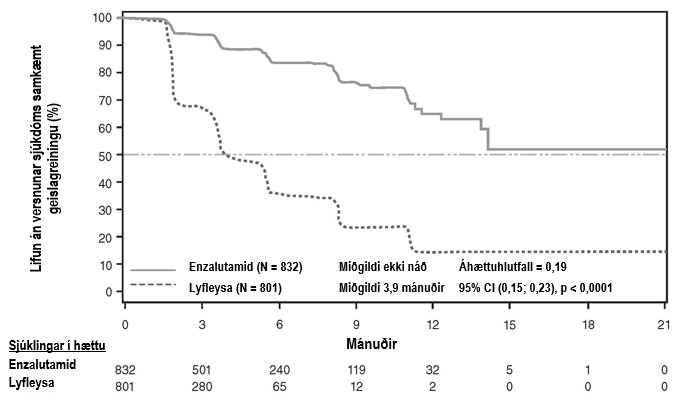 Lifun án versnunar sjúkdóms samkæmt
geislagreiningu (%)
100
90
80
70
60
50
40
30
20
10
0
Enzalutamid (N = 832) Miðgildi ekki náð Áhættuhlutfall = 0,19
Lyfleysa (N = 801) Miðgildi 3,9 mánuðir 95% CI (0,15; 0,23), p < 0,0001
0 3 6 9 12 15 18 21
Mánuðir
Sjúklingar í hættu
Enzalutamid 832 501 240 119 32 5 1 0
Lyfleysa 801 280 65 12 2 0 0 0